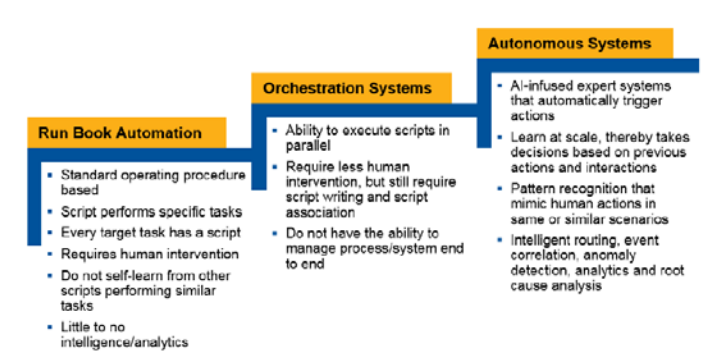 Run Book Automation
▪ Standard operating procedure
based
▪ Script performs specific tasks
▪ Every target task has a script
▪ Requires human intervention
▪ Do not self-learn from other
scripts performing similar
tasks
▪ Little to no
intelligence/analytics
Orchestration Systems
▪ Ability to execute scripts in
parallel
▪ Require less human
intervention, but still require
script writing and script
association
▪ Do not have the ability to
manage process/system end
to end
Autonomous Systems
▪ AI-infused expert systems
that automatically trigger
actions
▪ Learn at scale, thereby takes
decisions based on previous
actions and interactions
▪ Pattern recognition that
mimic human actions in
same or similar scenarios
▪ Intelligent routing, event
correlation, anomaly
detection, analytics and root
cause analysis